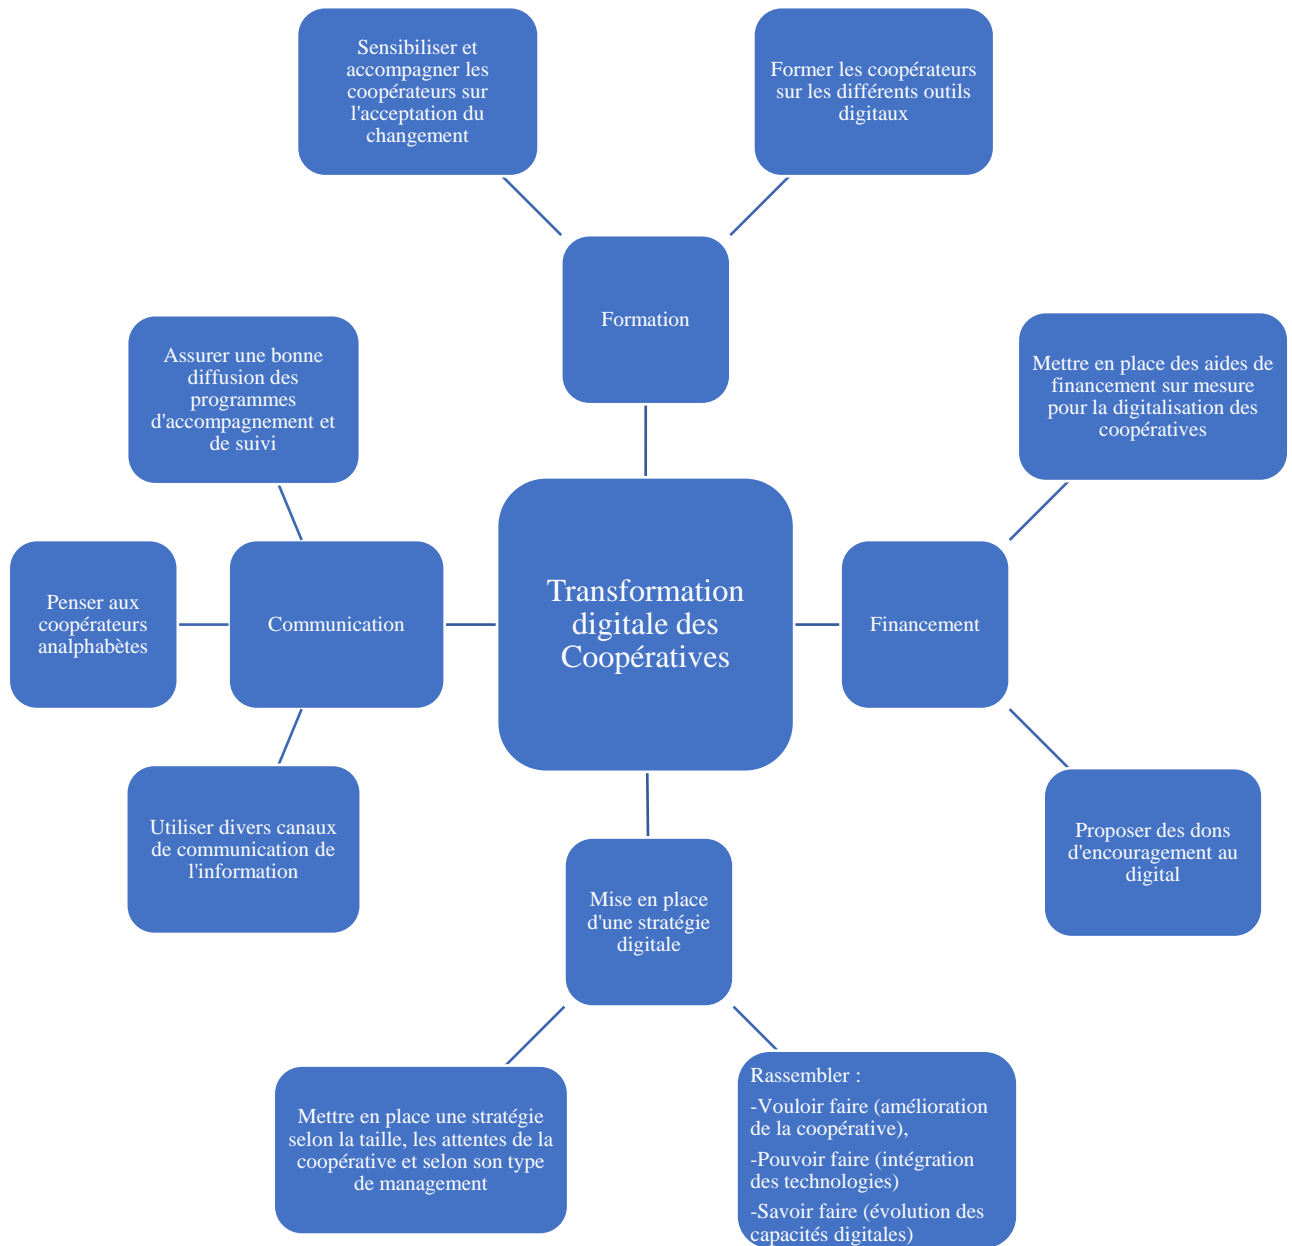 Sensibiliser et
accompagner les
coopérateurs sur
l'acceptation du
changement
Former les coopérateurs
sur les différents outils
digitaux
Formation
Assurer une bonne
diffusion des
programmes
d'accompagnement et
de suivi
Mettre en place des aides de
financement sur mesure
pour la digitalisation des
coopératives
Penser aux
coopérateurs
analphabètes
Communication
Transformation
digitale des
Coopératives
Financement
Utiliser divers canaux
de communication de
l'information
Proposer des dons
d'encouragement au
digital
Mise en place
d'une stratégie
digitale
Mettre en place une stratégie
selon la taille, les attentes de la
coopérative et selon son type
de management
Rassembler :
-Vouloir faire (amélioration
de la coopérative),
-Pouvoir faire (intégration
des technologies)
-Savoir faire (évolution des
capacités digitales)